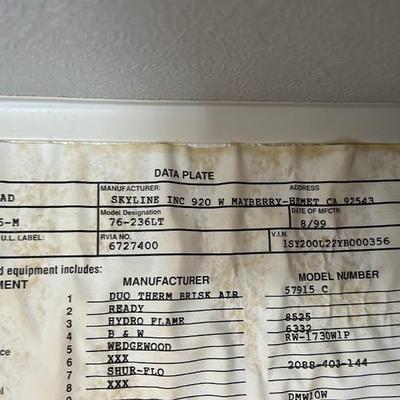 DATA PLATE
AD MANUFACTURER: ADDRESS
SKYLINE INC 920 W MAYBERRY-HEMET CA 92543
5-M Model Designation DATE OF MFCTR:
76-236LT 8/99
U.L. LABEL: RVIA NO. V.I.N.
6727400 1SY200L22YB000356
d equipment includes:
MENT MANUFACTURER MODEL NUMBER
1 DUO THERM BRISK AIR 57915 C
2 READY
3 HYDRO FLAME 8525
4 B & W 6332
5 WEDGEWOOD RW-1730W1P
ce 6 XXX
7 SHUR-FLO 2088-403-144
8 XXX
al DMW10W